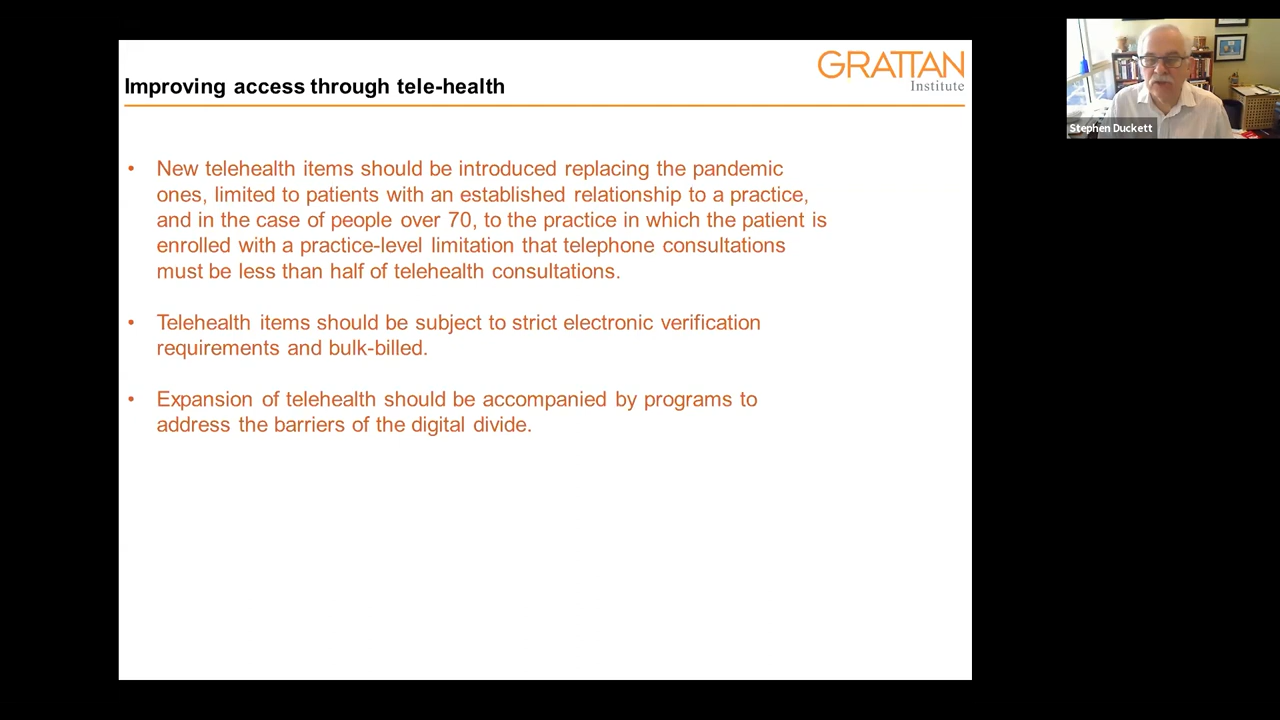 Improving access through tele-health
GRATTAN
Institute
• New telehealth items should be introduced replacing the pandemic
ones, limited to patients with an established relationship to a practice,
and in the case of people over 70, to the practice in which the patient is
enrolled with a practice-level limitation that telephone consultations
must be less than half of telehealth consultations.
• Telehealth items should be subject to strict electronic verification
requirements and bulk-billed.
• Expansion of telehealth should be accompanied by programs to
address the barriers of the digital divide.
Stephen Duckett